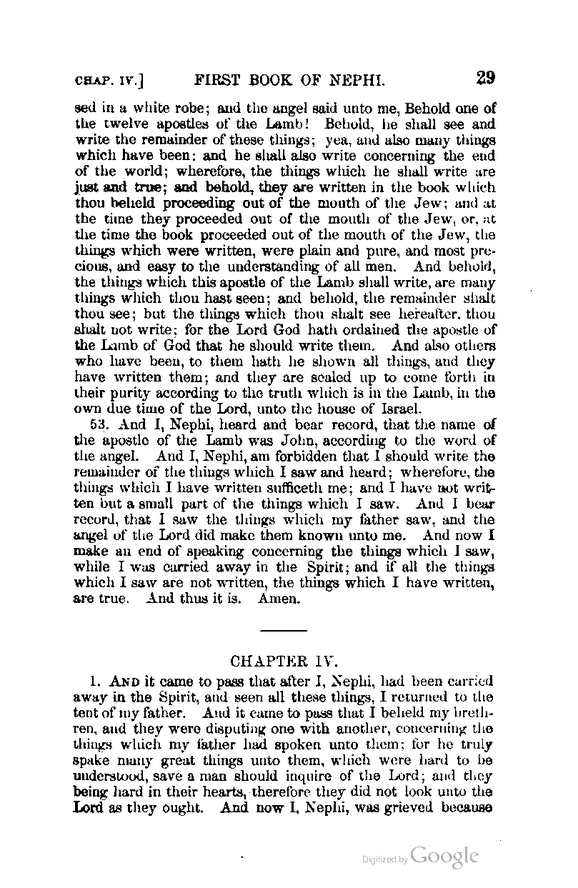 CHAP. IV.] FIRST BOOK OF NEPHI. 29
sed in a white robe; and the angel said unto me, Behold one of
the twelve apostles of the Lamb! Behold, he shall see and
write the remainder of these things; yea, and also many things
which have been; and he shall also write concerning the end
of the world; wherefore, the things which he shall write are
just and true; and behold, they are written in the book which
thou beheld proceeding out of the mouth of the Jew; and at
the time they proceeded out of the mouth of the Jew, or, at
the time the book proceeded out of the mouth of the Jew, the
things which were written, were plain and pure, and most pre-
cious, and easy to the understanding of all men. And behold,
the things which this apostle of the Lamb shall write, are many
things which thou hast seen; and behold, the remainder shalt
thou see; but the things which thou shalt see hereafter, thou
shalt not write; for the Lord God hath ordained the apostle of
the Lamb of God that he should write them. And also others
who have been, to them hath he shown all things, and they
have written them; and they are sealed up to come forth in
their purity according to the truth which is in the Lamb, in the
own due time of the Lord, unto the house of Israel.
53. And I, Nephi, heard and bear record, that the name of
the apostle of the Lamb was John, according to the word of
the angel. And I, Nephi, am forbidden that I should write the
remainder of the things which I saw and heard; wherefore, the
things which I have written sufficeth me; and I have not writ-
ten but a small part of the things which I saw. And I bear
record, that I saw the things which my father saw, and the
angel of the Lord did make them known unto me. And now I
make an end of speaking concerning the things which I saw,
while I was carried away in the Spirit; and if all the things
which I saw are not written, the things which I have written,
are true. And thus it is. Amen.
CHAPTER IV.
1. AND it came to pass that after I, Nephi, had been carried
away in the Spirit, and seen all these things, I returned to the
tent of my father. And it came to pass that I beheld my breth-
ren, and they were disputing one with another, concerning the
things which my father had spoken unto them; for he truly
spake many great things unto them, which were hard to be
understood, save a man should inquire of the Lord; and they
being hard in their hearts, therefore they did not look unto the
Lord as they ought. And now I, Nephi, was grieved because
Digitized by Google